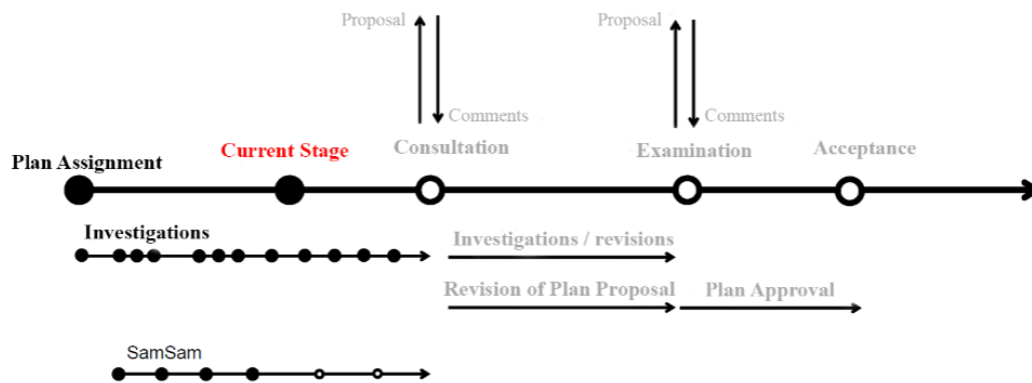 Proposal
Proposal
Comments
Comments
Plan Assignment
Current Stage
Consultation
Examination
Acceptance
Investigations
Investigations / revisions
Revision of Plan Proposal
Plan Approval
SamSam